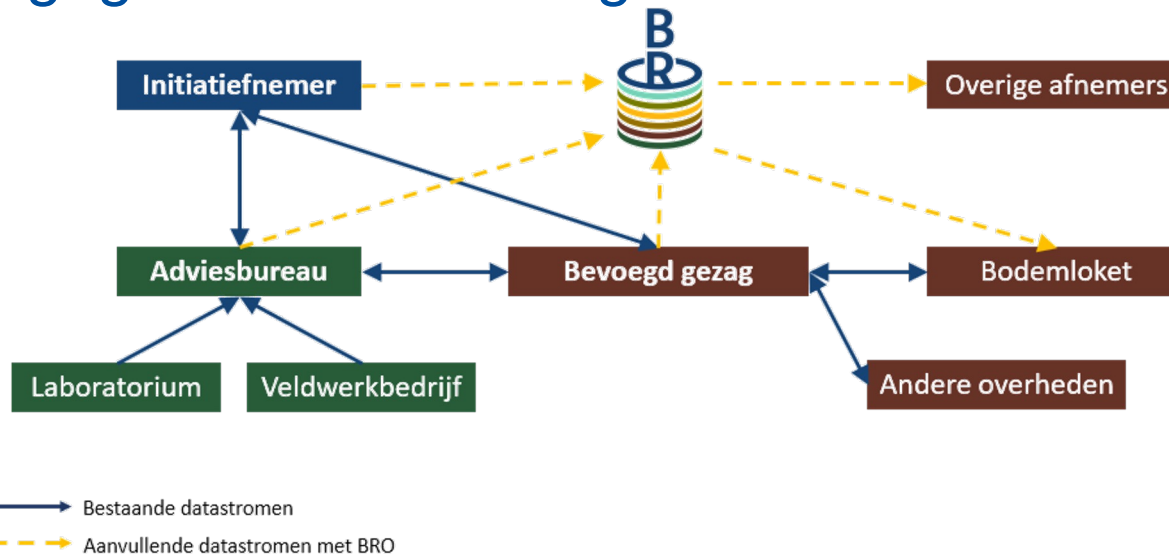 B
R
Initiatiefnemer
Overige afnemers
Adviesbureau
Bevoegd gezag
Bodemloket
Laboratorium
Veldwerkbedrijf
Andere overheden
Bestaande datastromen
Aanvullende datastromen met BRO